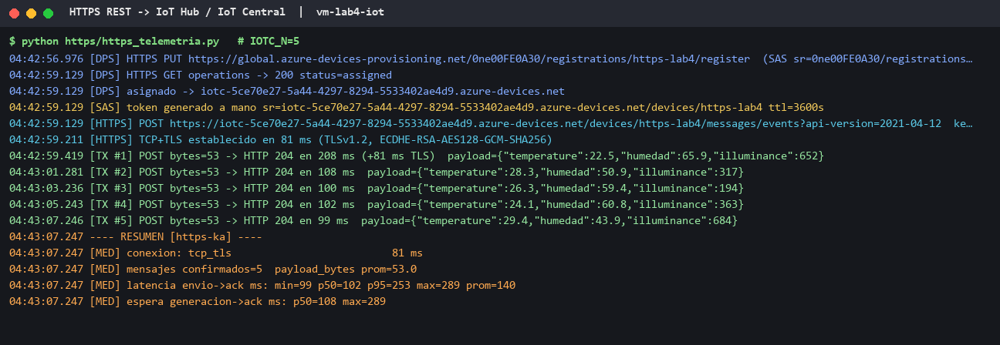 HTTPS REST -> IoT Hub / IoT Central | vm-lab4-iot
$ python https/https_telemetria.py # IOTC_N=5
04:42:56.976 [DPS] HTTPS PUT https://global.azure-devices-provisioning.net/0ne00FE0A30/registrations/https-lab4/register (SAS sr=0ne00FE0A30/registrations…
04:42:59.129 [DPS] HTTPS GET operations -> 200 status=assigned
04:42:59.129 [DPS] asignado -> iotc-5ce70e27-5a44-4297-8294-5533402ae4d9.azure-devices.net
04:42:59.129 [SAS] token generado a mano sr=iotc-5ce70e27-5a44-4297-8294-5533402ae4d9.azure-devices.net/devices/https-lab4 ttl=3600s
04:42:59.129 [HTTPS] POST https://iotc-5ce70e27-5a44-4297-8294-5533402ae4d9.azure-devices.net/devices/https-lab4/messages/events?api-version=2021-04-12 ke…
04:42:59.211 [HTTPS] TCP+TLS establecido en 81 ms (TLSv1.2, ECDHE-RSA-AES128-GCM-SHA256)
04:42:59.419 [TX #1] POST bytes=53 -> HTTP 204 en 208 ms (+81 ms TLS) payload={"temperature":22.5,"humedad":65.9,"illuminance":652}
04:43:01.281 [TX #2] POST bytes=53 -> HTTP 204 en 108 ms payload={"temperature":28.3,"humedad":50.9,"illuminance":317}
04:43:03.236 [TX #3] POST bytes=53 -> HTTP 204 en 100 ms payload={"temperature":26.3,"humedad":59.4,"illuminance":194}
04:43:05.243 [TX #4] POST bytes=53 -> HTTP 204 en 102 ms payload={"temperature":24.1,"humedad":60.8,"illuminance":363}
04:43:07.246 [TX #5] POST bytes=53 -> HTTP 204 en 99 ms payload={"temperature":29.4,"humedad":43.9,"illuminance":684}
04:43:07.247 ---- RESUMEN [https-ka] ----
04:43:07.247 [MED] conexion: tcp_tls 81 ms
04:43:07.247 [MED] mensajes confirmados=5 payload_bytes prom=53.0
04:43:07.247 [MED] latencia envio->ack ms: min=99 p50=102 p95=253 max=289 prom=140
04:43:07.247 [MED] espera generacion->ack ms: p50=108 max=289